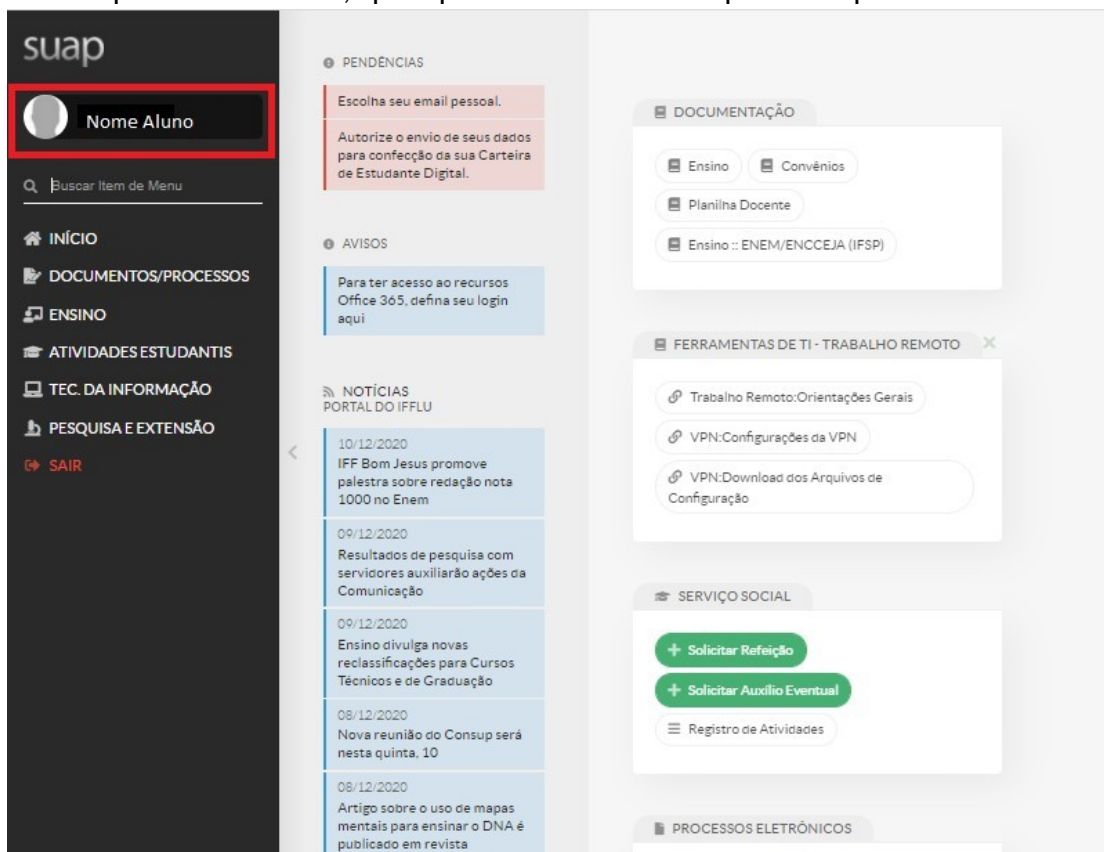 suap
Nome Aluno
Buscar Item de Menu
INÍCIO
DOCUMENTOS/PROCESSOS
ENSINO
ATIVIDADES ESTUDANTIS
TEC. DA INFORMAÇÃO
PESQUISA E EXTENSÃO
SAIR
PENDÊNCIAS
Escolha seu email pessoal.
Autorize o envio de seus dados
para confecção da sua Carteira
de Estudante Digital.
AVISOS
Para ter acesso ao recursos
Office 365, defina seu login
aqui
NOTÍCIAS
PORTAL DO IFFLU
10/12/2020
IFF Bom Jesus promove
palestra sobre redação nota
1000 no Enem
09/12/2020
Resultados de pesquisa com
servidores auxiliarão ações da
Comunicação
09/12/2020
Ensino divulga novas
reclassificações para Cursos
Técnicos e de Graduação
08/12/2020
Nova reunião do Consup será
nesta quinta, 10
08/12/2020
Artigo sobre o uso de mapas
mentais para ensinar o DNA é
publicado em revista
DOCUMENTAÇÃO
Ensino Convênios
Planilha Docente
Ensino :: ENEM/ENCCEJA (IFSP)
FERRAMENTAS DE TI - TRABALHO REMOTO
Trabalho Remoto:Orientações Gerais
VPN:Configurações da VPN
VPN:Download dos Arquivos de
Configuração
SERVIÇO SOCIAL
Solicitar Refeição
Solicitar Auxílio Eventual
Registro de Atividades
PROCESSOS ELETRÔNICOS